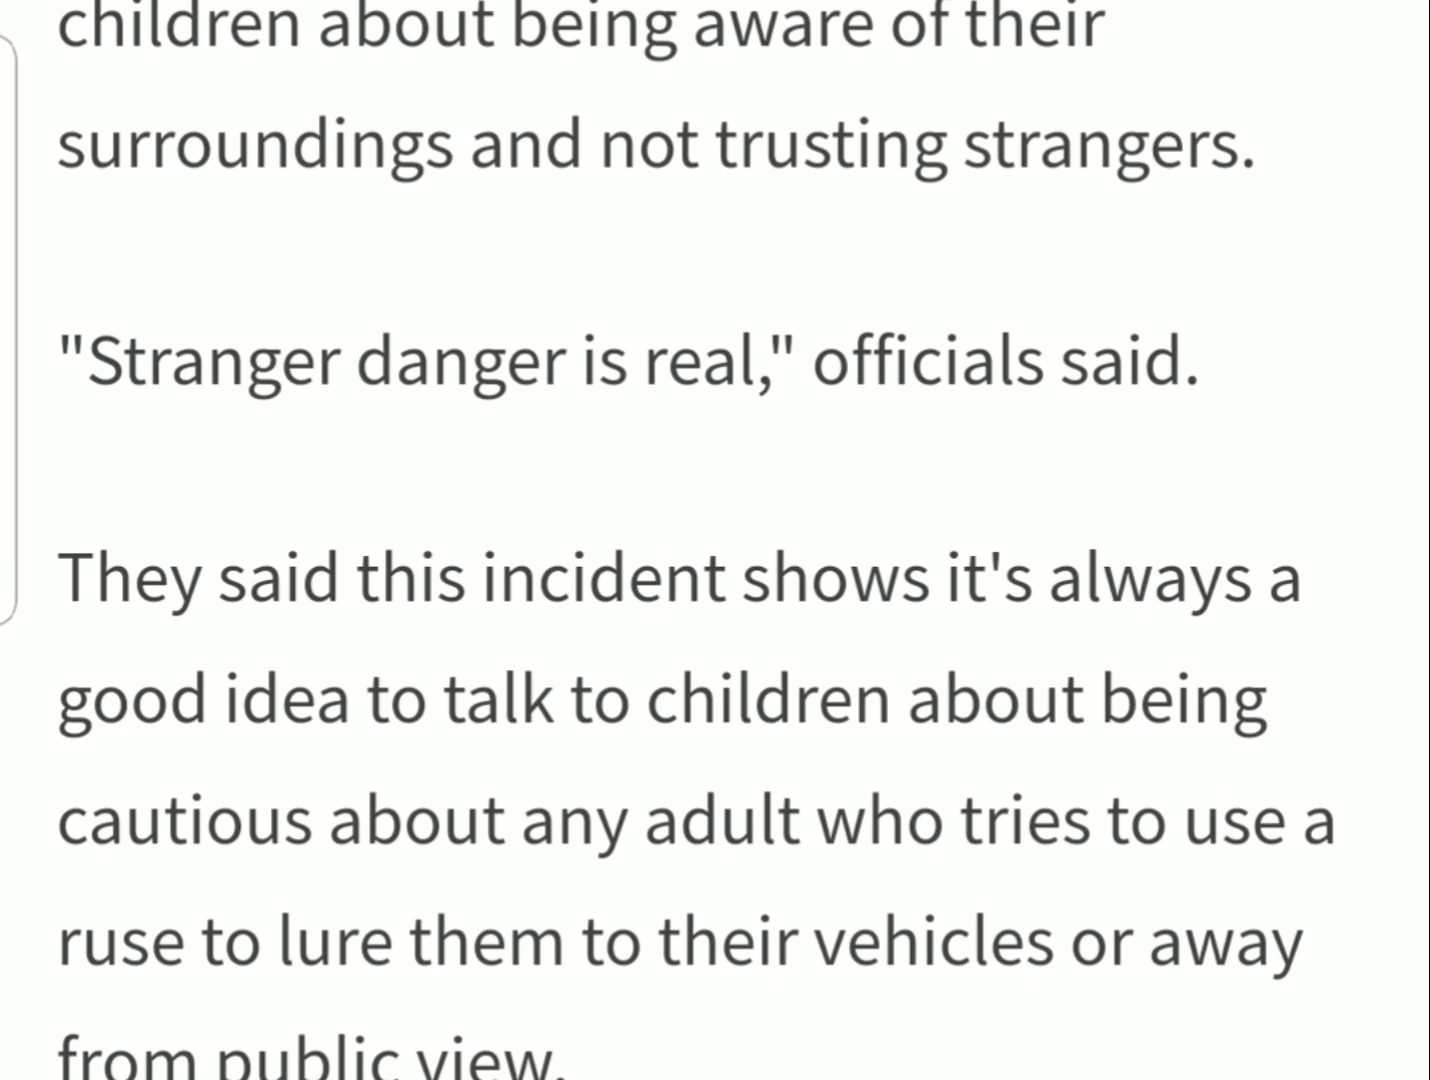 children about being aware of their
surroundings and not trusting strangers.
"Stranger danger is real," officials said.
They said this incident shows it's always a
good idea to talk to children about being
cautious about any adult who tries to use a
ruse to lure them to their vehicles or away
from public view.